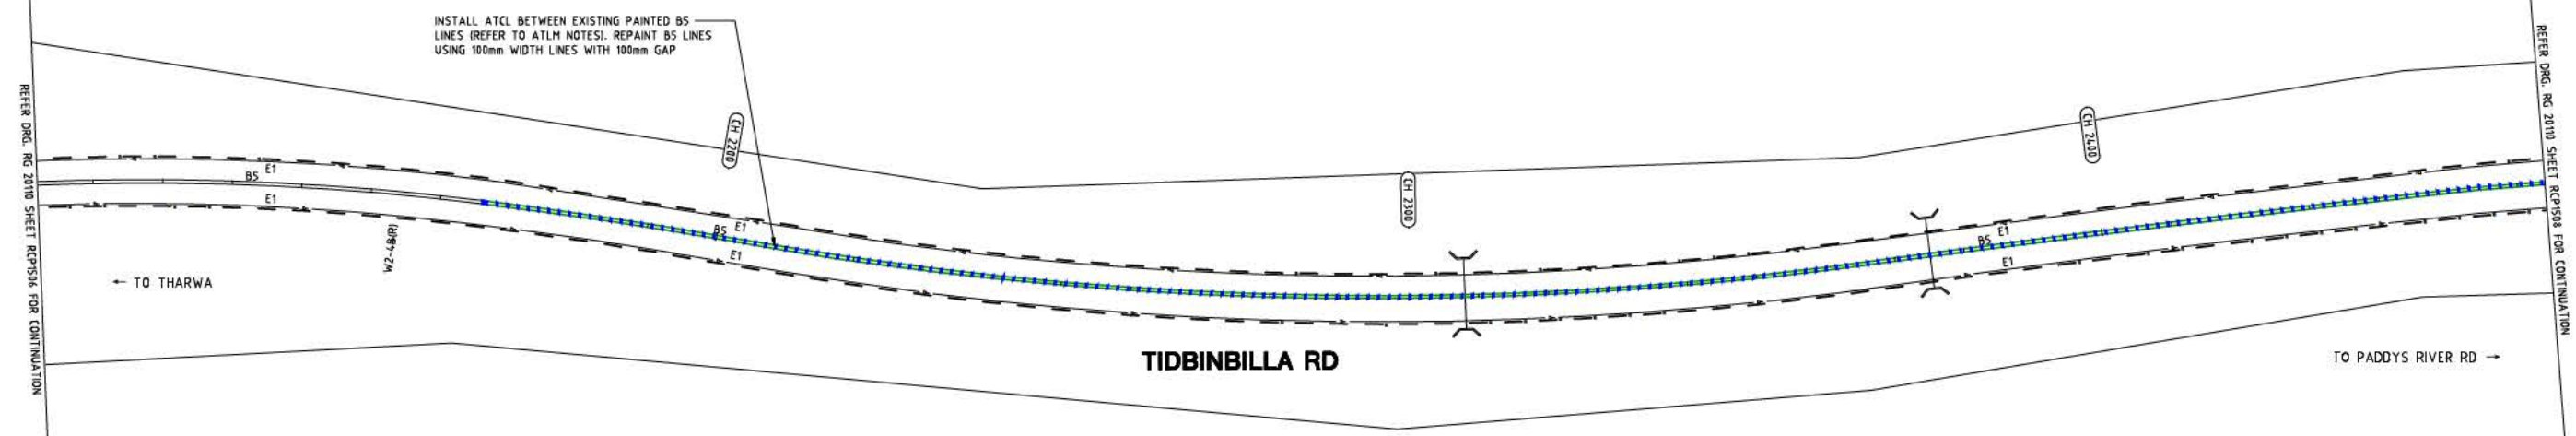 INSTALL ATCL BETWEEN EXISTING PAINTED B5
LINES (REFER TO ATLM NOTES). REPAINT B5 LINES
USING 100mm WIDTH LINES WITH 100mm GAP
REFER DRG. RG 20110 SHEET RCP1506 FOR CONTINUATION
E1
B5
E1
W2-4B(R)
← TO THARWA
CH 2200
B5
E1
E1
CH 2300
TIDBINBILLA RD
CH 2400
E1
B5
E1
TO PADDYS RIVER RD →
REFER DRG. RG 20110 SHEET RCP1508 FOR CONTINUATION